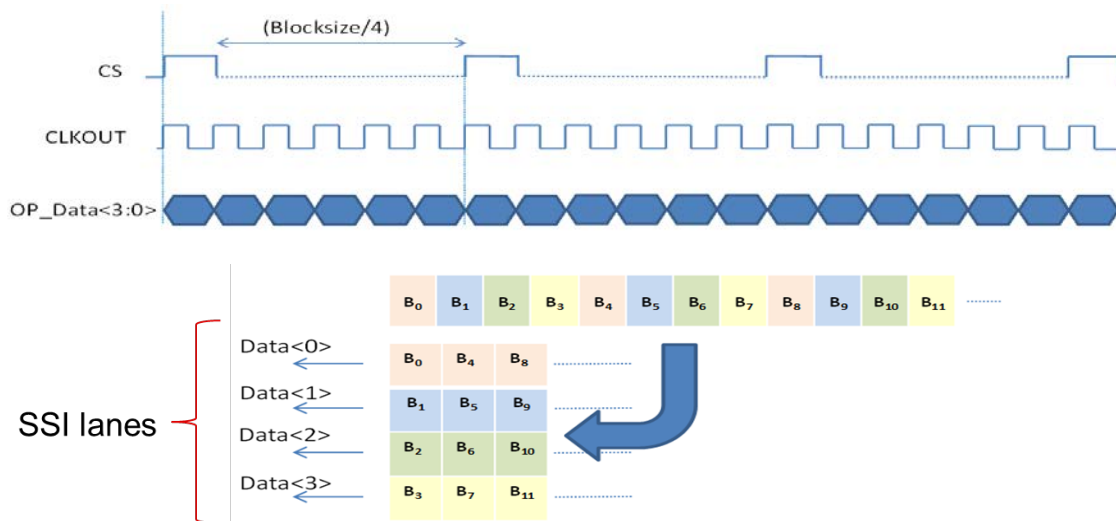 (Blocksize/4)
CS
CLKOUT
OP_Data<3:0>
B0 B1 B2 B3 B4 B5 B6 B7 B8 B9 B10 B11
Data<0>
B0 B4 B8
Data<1>
B1 B5 B9
SSI lanes
Data<2>
B2 B6 B10
Data<3>
B3 B7 B11